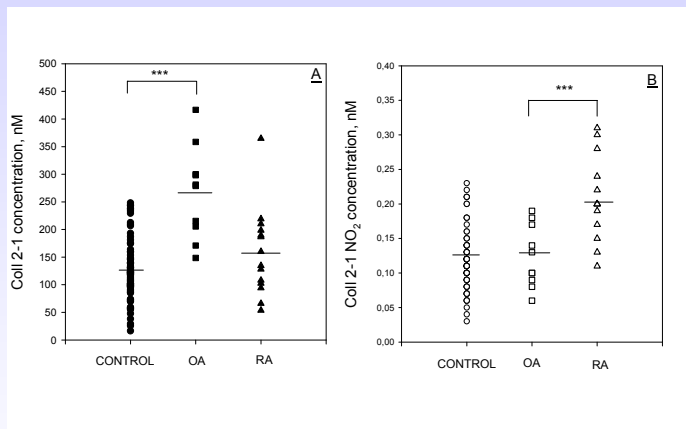 A
***
Coll 2-1 concentration, nM
500
450
400
350
300
250
200
150
100
50
0
CONTROL
OA
RA
B
***
Coll 2-1 NO₂ concentration, nM
0,40
0,35
0,30
0,25
0,20
0,15
0,10
0,05
0,00
CONTROL
OA
RA